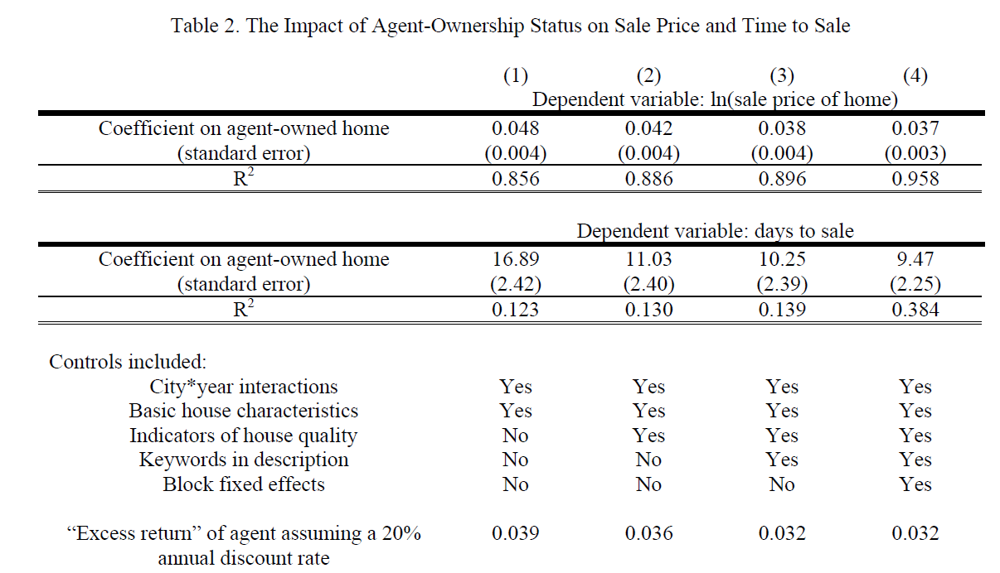 Table 2. The Impact of Agent-Ownership Status on Sale Price and Time to Sale
(1) (2) (3) (4)
Dependent variable: ln(sale price of home)
Coefficient on agent-owned home 0.048 0.042 0.038 0.037
(standard error) (0.004) (0.004) (0.004) (0.003)
R2 0.856 0.886 0.896 0.958
Dependent variable: days to sale
Coefficient on agent-owned home 16.89 11.03 10.25 9.47
(standard error) (2.42) (2.40) (2.39) (2.25)
R2 0.123 0.130 0.139 0.384
Controls included:
City*year interactions Yes Yes Yes Yes
Basic house characteristics Yes Yes Yes Yes
Indicators of house quality No Yes Yes Yes
Keywords in description No No Yes Yes
Block fixed effects No No No Yes
“Excess return” of agent assuming a 20% 0.039 0.036 0.032 0.032
annual discount rate